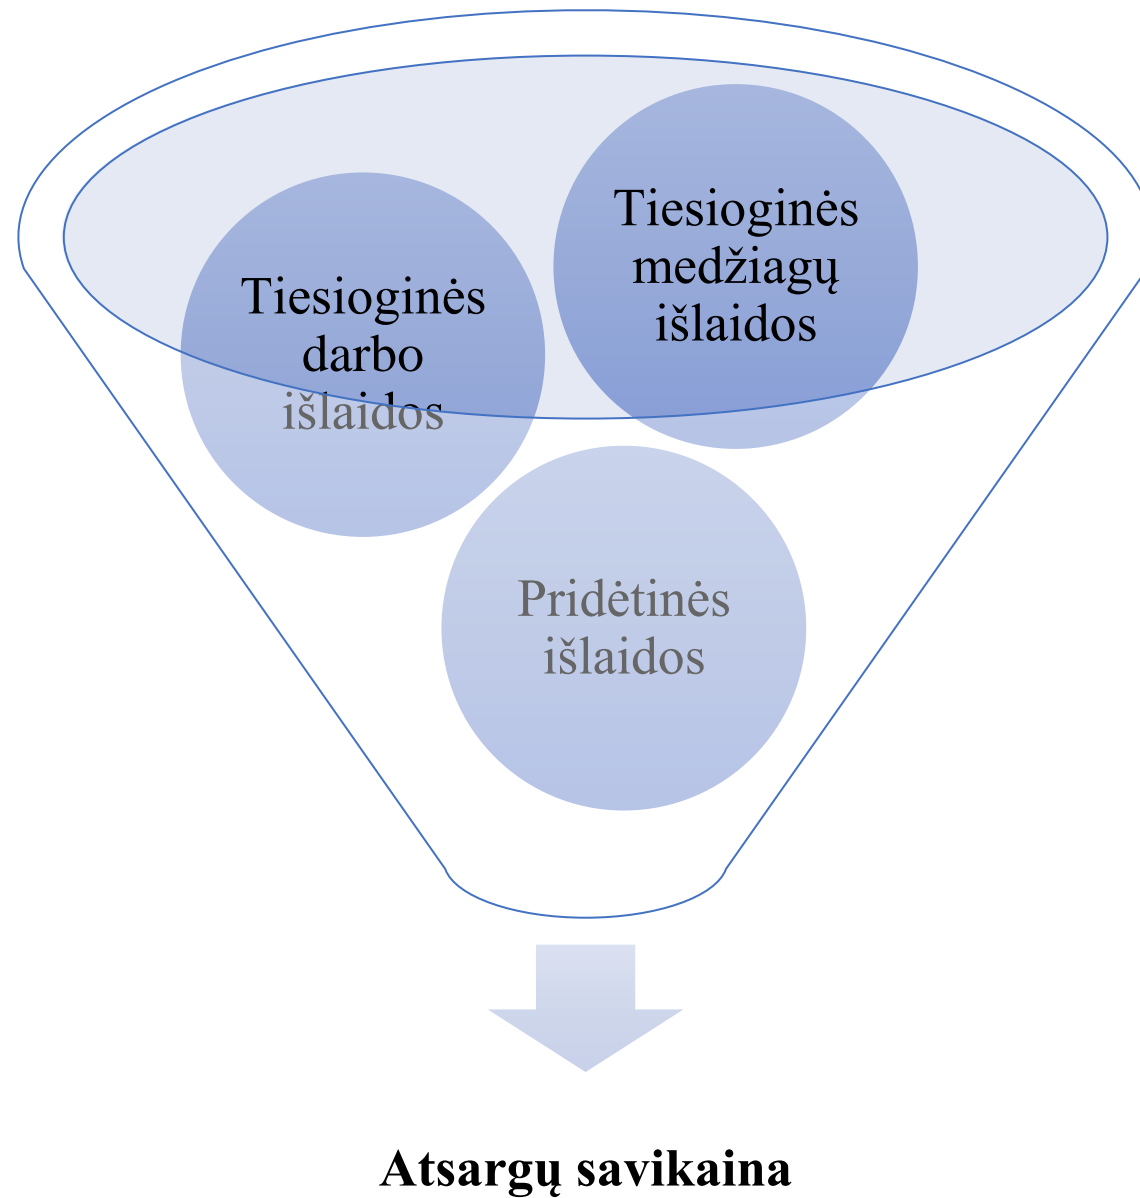 Tiesioginės
medžiagų
išlaidos
Tiesioginės
darbo
išlaidos
Pridėtinės
išlaidos
Atsargų savikaina